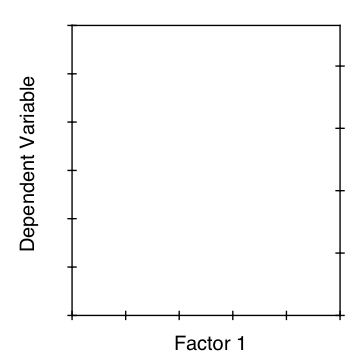 Dependent Variable
Factor 1